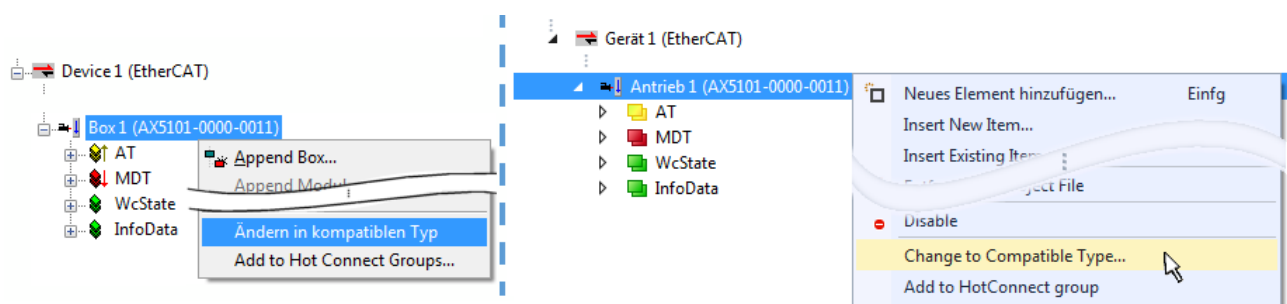 Device 1 (EtherCAT)
Box 1 (AX5101-0000-0011)
AT
MDT
WcState
InfoData
Append Box...
Append Modul
Ändern in kompatiblen Typ
Add to Hot Connect Groups...
Gerät 1 (EtherCAT)
Antrieb 1 (AX5101-0000-0011)
AT
MDT
WcState
InfoData
Neues Element hinzufügen... Einfg
Insert New Item...
Insert Existing Item
ject File
Disable
Change to Compatible Type...
Add to HotConnect group